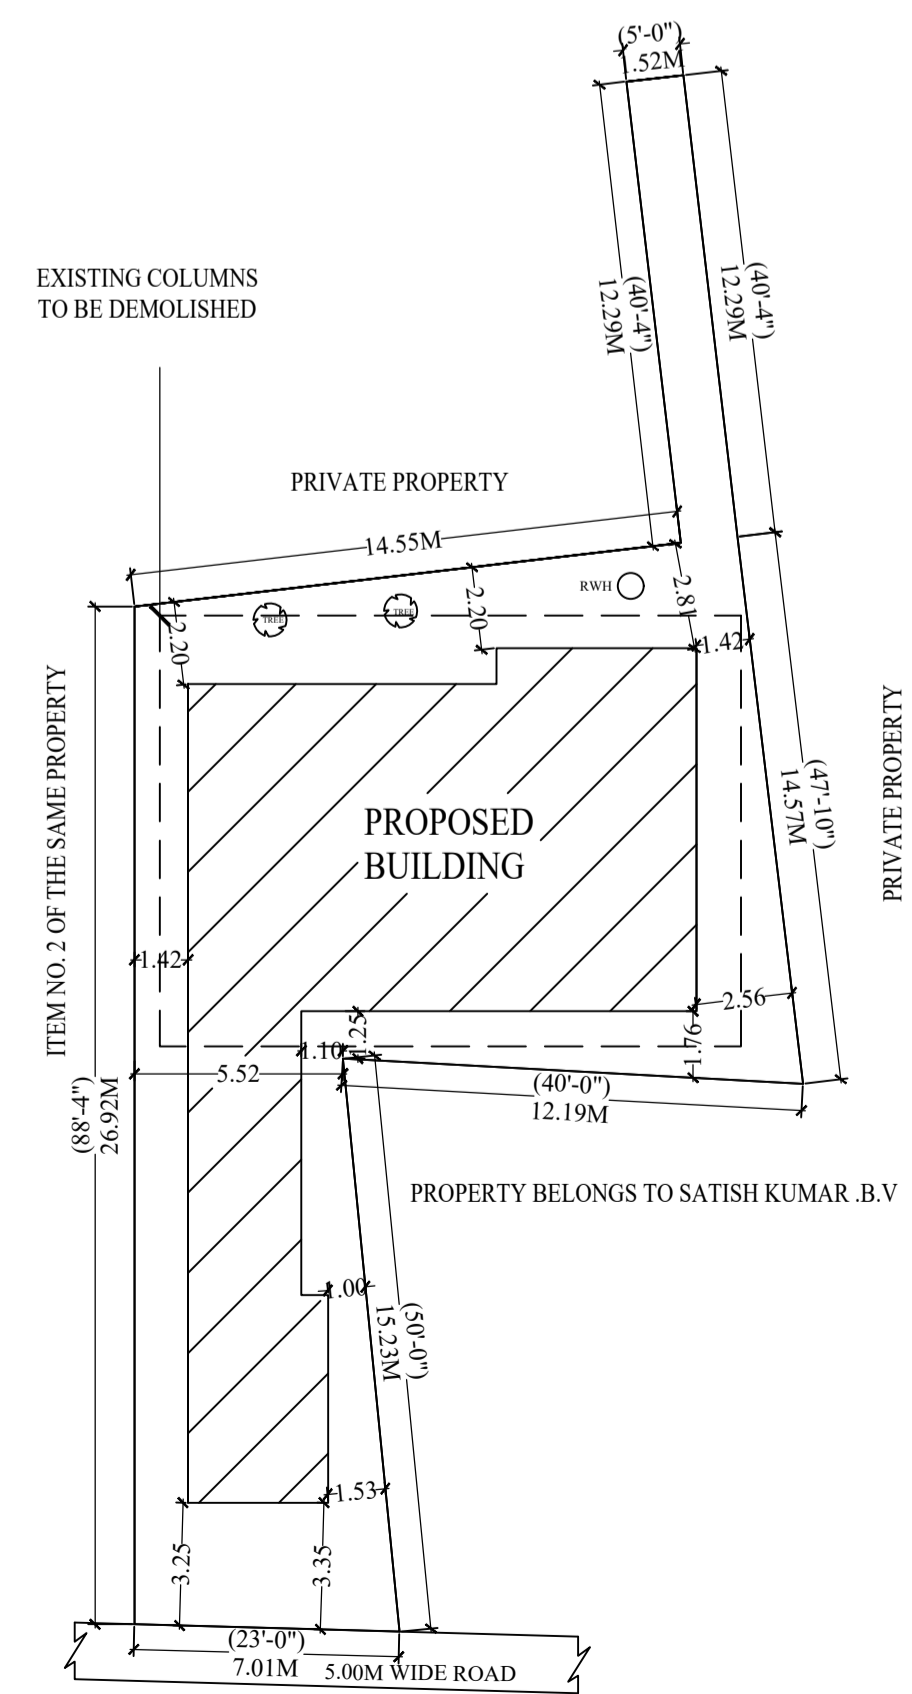 (5'-0")
1.52M
(40'-4")
12.29M
(40'-4")
12.29M
EXISTING COLUMNS
TO BE DEMOLISHED
PRIVATE PROPERTY
14.55M
RWH
TREE
TREE
2.20
2.20
2.81
1.42
ITEM NO. 2 OF THE SAME PROPERTY
PRIVATE PROPERTY
(47'-10")
14.57M
PROPOSED
BUILDING
1.42
2.56
1.25
1.10
1.76
5.52
(40'-0")
12.19M
(88'-4")
26.92M
PROPERTY BELONGS TO SATISH KUMAR .B.V
1.00
(50'-0")
15.23M
1.53
3.25
3.35
(23'-0")
7.01M
5.00M WIDE ROAD